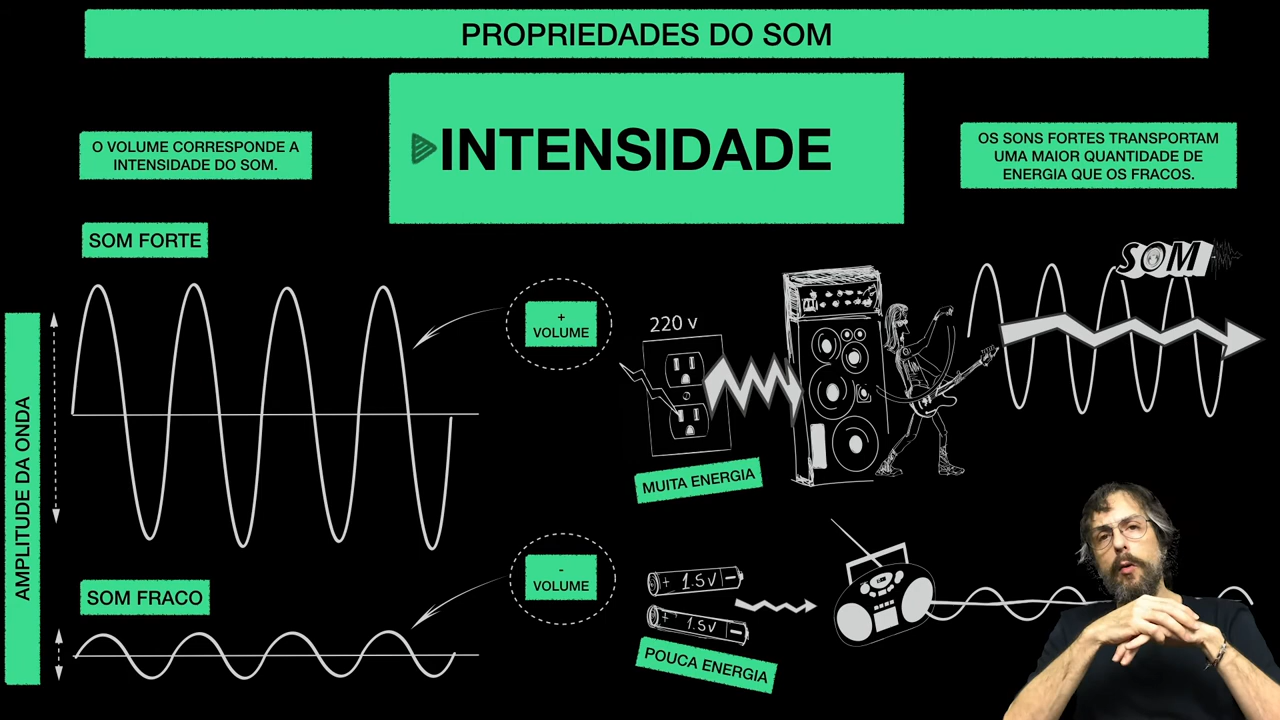 PROPRIEDADES DO SOM
INTENSIDADE
O VOLUME CORRESPONDE A
INTENSIDADE DO SOM.
OS SONS FORTES TRANSPORTAM
UMA MAIOR QUANTIDADE DE
ENERGIA QUE OS FRACOS.
SOM FORTE
SOM
+
VOLUME
220 v
AMPLITUDE DA ONDA
MUITA ENERGIA
-
VOLUME
SOM FRACO
+ 1.5v -
+ 1.5v -
POUCA ENERGIA